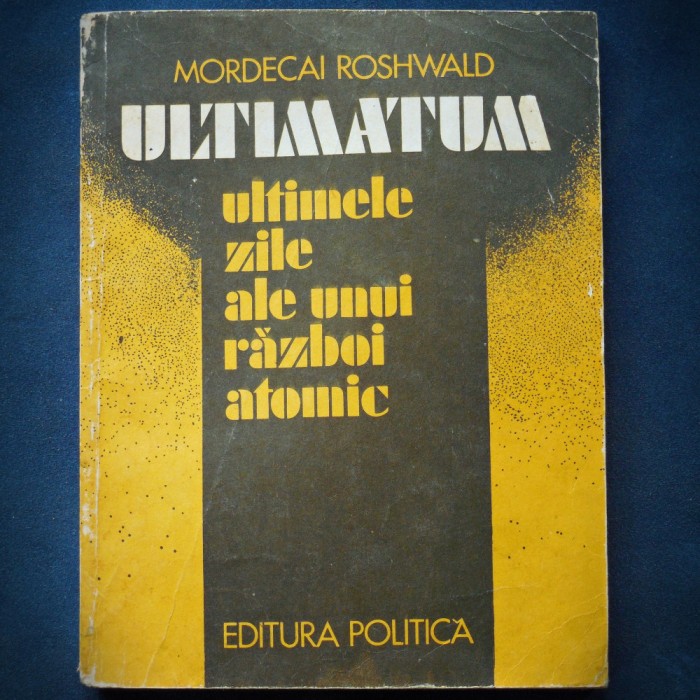 MORDECAI ROSHWALD
ULTIMATUM
ultimele
zile
ale unui
război
atomic
EDITURA POLITICĂ